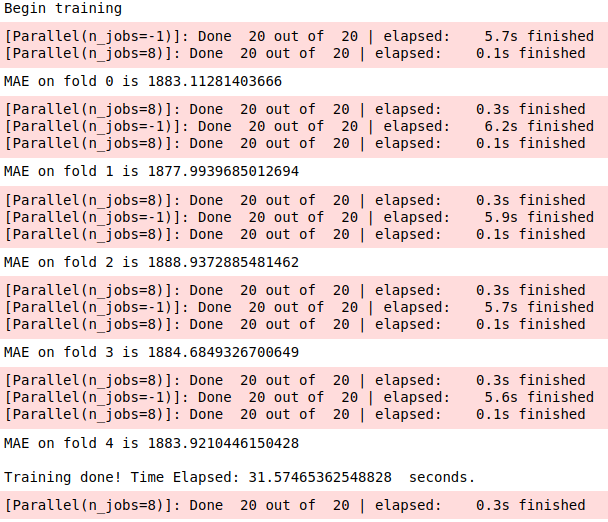 Begin training
[Parallel(n_jobs=-1)]: Done  20 out of  20 | elapsed:    5.7s finished
[Parallel(n_jobs=8)]: Done  20 out of  20 | elapsed:    0.1s finished
MAE on fold 0 is 1883.11281403666
[Parallel(n_jobs=8)]: Done  20 out of  20 | elapsed:    0.3s finished
[Parallel(n_jobs=-1)]: Done  20 out of  20 | elapsed:    6.2s finished
[Parallel(n_jobs=8)]: Done  20 out of  20 | elapsed:    0.1s finished
MAE on fold 1 is 1877.9939685012694
[Parallel(n_jobs=8)]: Done  20 out of  20 | elapsed:    0.3s finished
[Parallel(n_jobs=-1)]: Done  20 out of  20 | elapsed:    5.9s finished
[Parallel(n_jobs=8)]: Done  20 out of  20 | elapsed:    0.1s finished
MAE on fold 2 is 1888.9372885481462
[Parallel(n_jobs=8)]: Done  20 out of  20 | elapsed:    0.3s finished
[Parallel(n_jobs=-1)]: Done  20 out of  20 | elapsed:    5.7s finished
[Parallel(n_jobs=8)]: Done  20 out of  20 | elapsed:    0.1s finished
MAE on fold 3 is 1884.6849326700649
[Parallel(n_jobs=8)]: Done  20 out of  20 | elapsed:    0.3s finished
[Parallel(n_jobs=-1)]: Done  20 out of  20 | elapsed:    5.6s finished
[Parallel(n_jobs=8)]: Done  20 out of  20 | elapsed:    0.1s finished
MAE on fold 4 is 1883.9210446150428
Training done! Time Elapsed: 31.57465362548828  seconds.
[Parallel(n_jobs=8)]: Done  20 out of  20 | elapsed:    0.3s finished